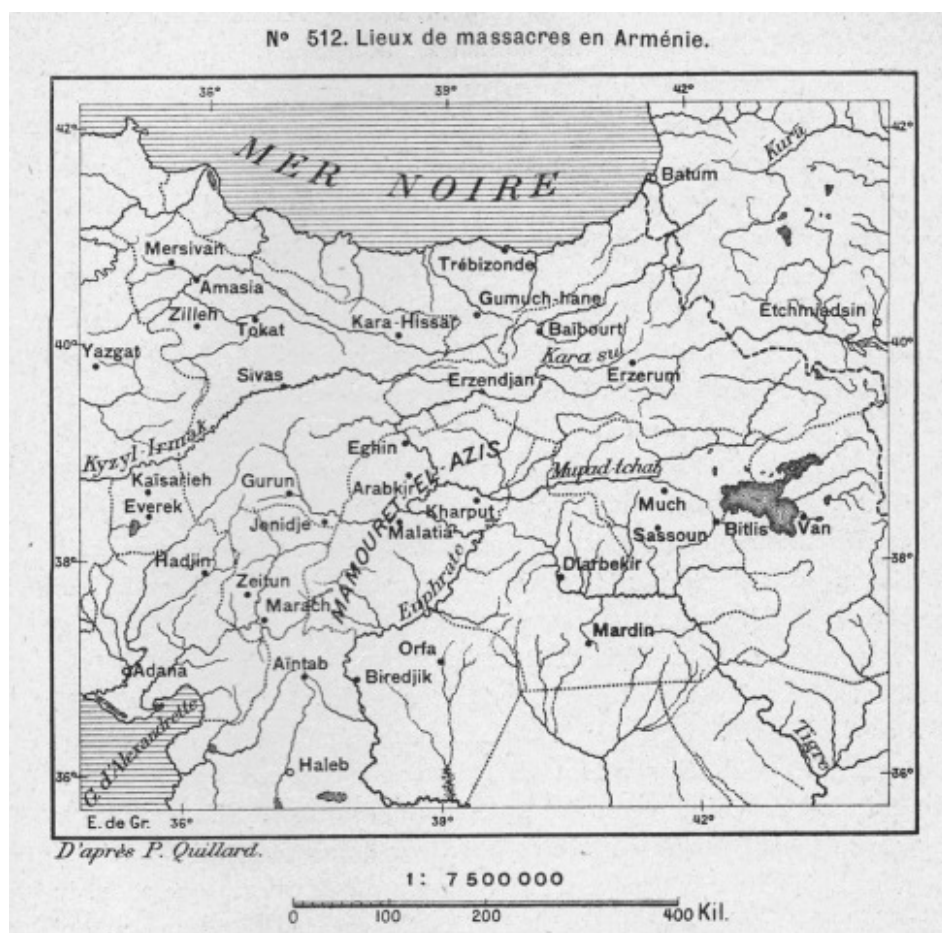 N° 512. Lieux de massacres en Arménie.
36° 39° 42°
42° 42°
MER NOIRE
Kura
Batum
Mersivan
Trébizonde
Amasia
Gumuch-hane
Zilleh
Tokat
Kara-Hissar
Baïbourt
Etchmiadsin
40° 40°
Yazgat
Kara su
Sivas
Erzendjan
Erzerum
Kyzyl-Irmak
Eghin
MAMOURET-EL-AZIS
Murad-tchaï
Kaïsarieh
Gurun
Arabkir
Kharput
Much
Everek
Jenidje
Malatia
Sassoun
Bitlis
Van
38° 38°
Hadjin
Zeitun
Diarbekir
Marach
Euphrate
Mardin
Orfa
Adana
Aïntab
Biredjik
G. d'Alexandrette
Tigre
36° 36°
Haleb
E. de Gr. 36° 39° 42°
D'après P. Quillard.
1: 7 500 000
0 100 200 400 Kil.